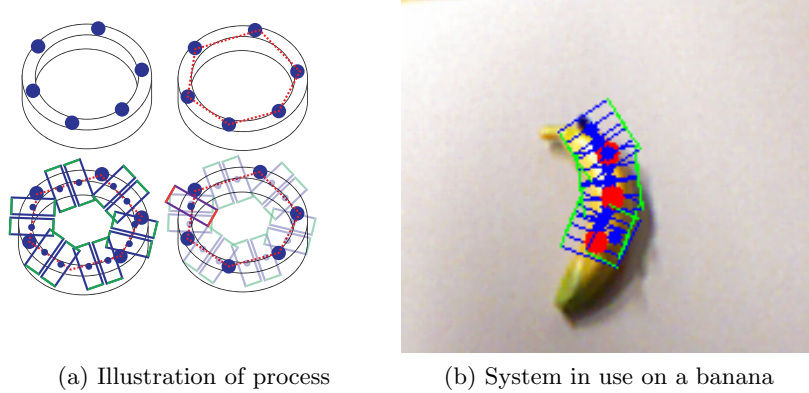 (a) Illustration of process
(b) System in use on a banana